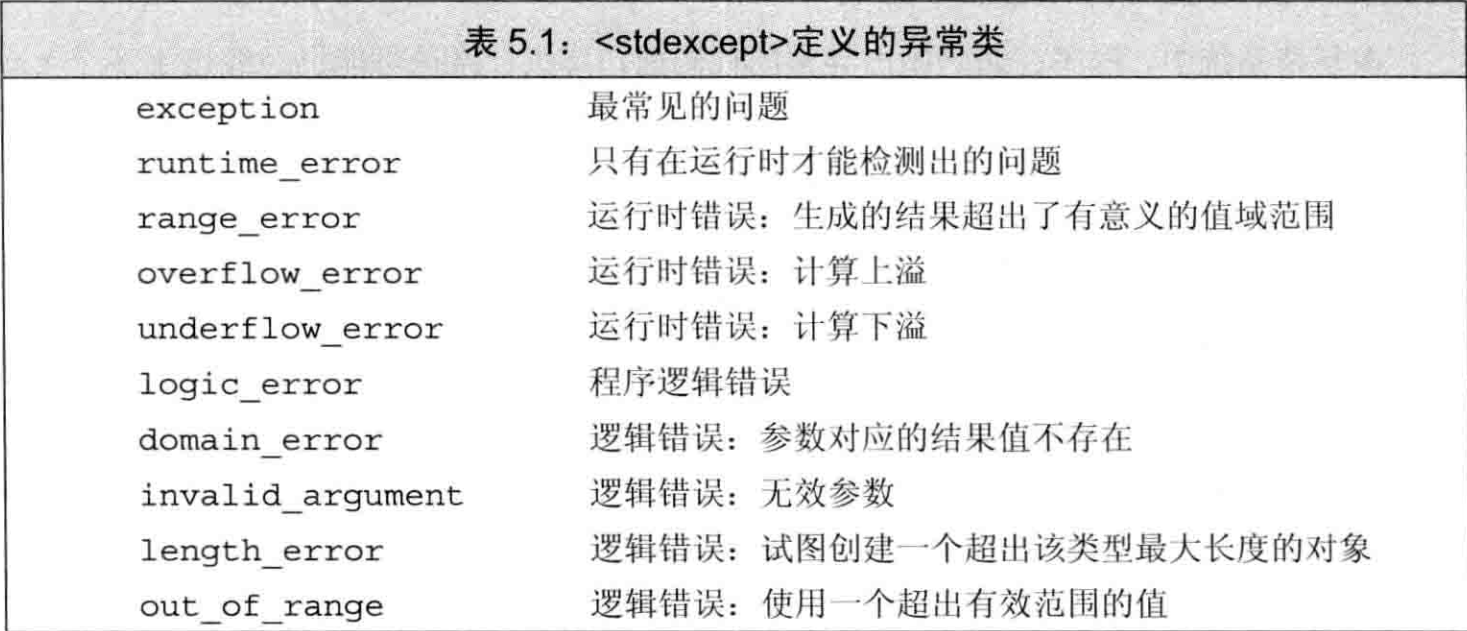 表 5.1：<stdexcept>定义的异常类
exception 最常见的问题
runtime_error 只有在运行时才能检测出的问题
range_error 运行时错误：生成的结果超出了有意义的值域范围
overflow_error 运行时错误：计算上溢
underflow_error 运行时错误：计算下溢
logic_error 程序逻辑错误
domain_error 逻辑错误：参数对应的结果值不存在
invalid_argument 逻辑错误：无效参数
length_error 逻辑错误：试图创建一个超出该类型最大长度的对象
out_of_range 逻辑错误：使用一个超出有效范围的值